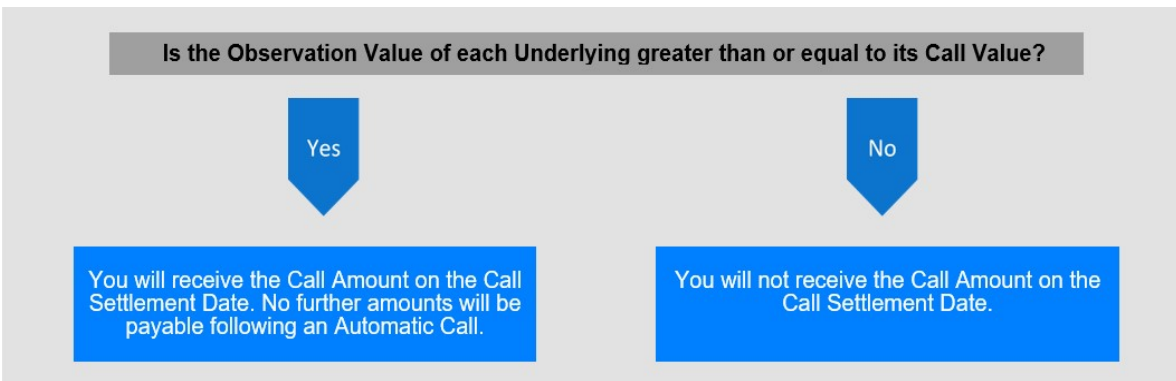 Is the Observation Value of each Underlying greater than or equal to its Call Value?
Yes
No
You will receive the Call Amount on the Call
Settlement Date. No further amounts will be
payable following an Automatic Call.
You will not receive the Call Amount on the
Call Settlement Date.